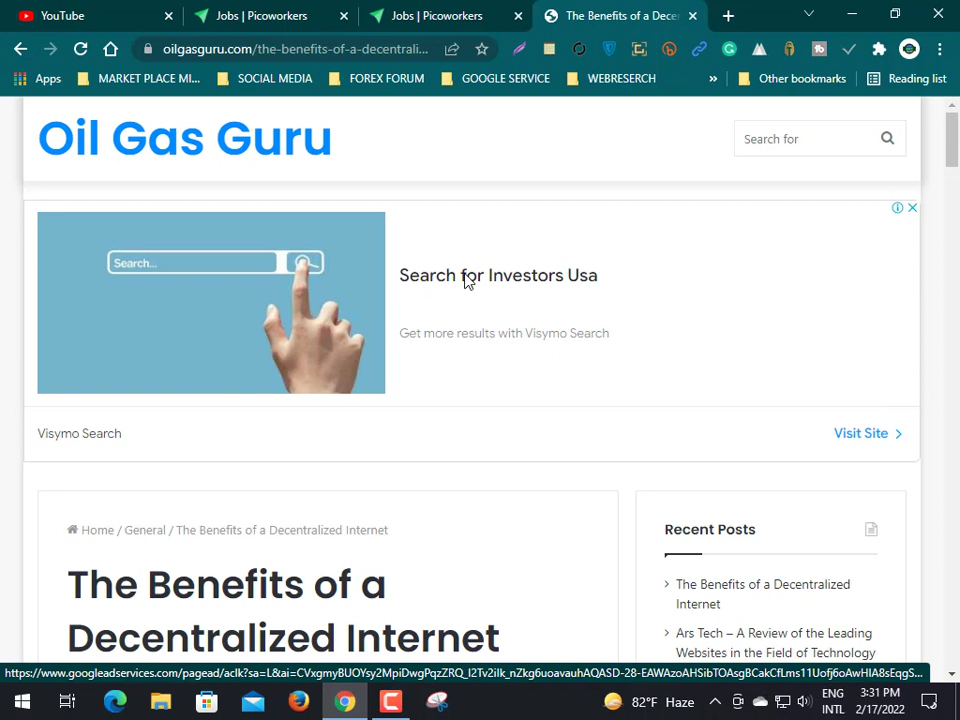 YouTube
Jobs | Picoworkers
Jobs | Picoworkers
The Benefits of a Dece
oilgasguru.com/the-benefits-of-a-decentrali...
Apps
MARKET PLACE MI...
SOCIAL MEDIA
FOREX FORUM
GOOGLE SERVICE
WEBRESERCH
»
Other bookmarks
Reading list
Oil Gas Guru
Search for
Search...
Search for Investors Usa
Get more results with Visymo Search
Visymo Search
Visit Site
Home / General / The Benefits of a Decentralized Internet
The Benefits of a
Decentralized Internet
Recent Posts
The Benefits of a Decentralized
Internet
Ars Tech – A Review of the Leading
Websites in the Field of Technology
82°F Haze
ENG
INTL
3:31 PM
2/17/2022